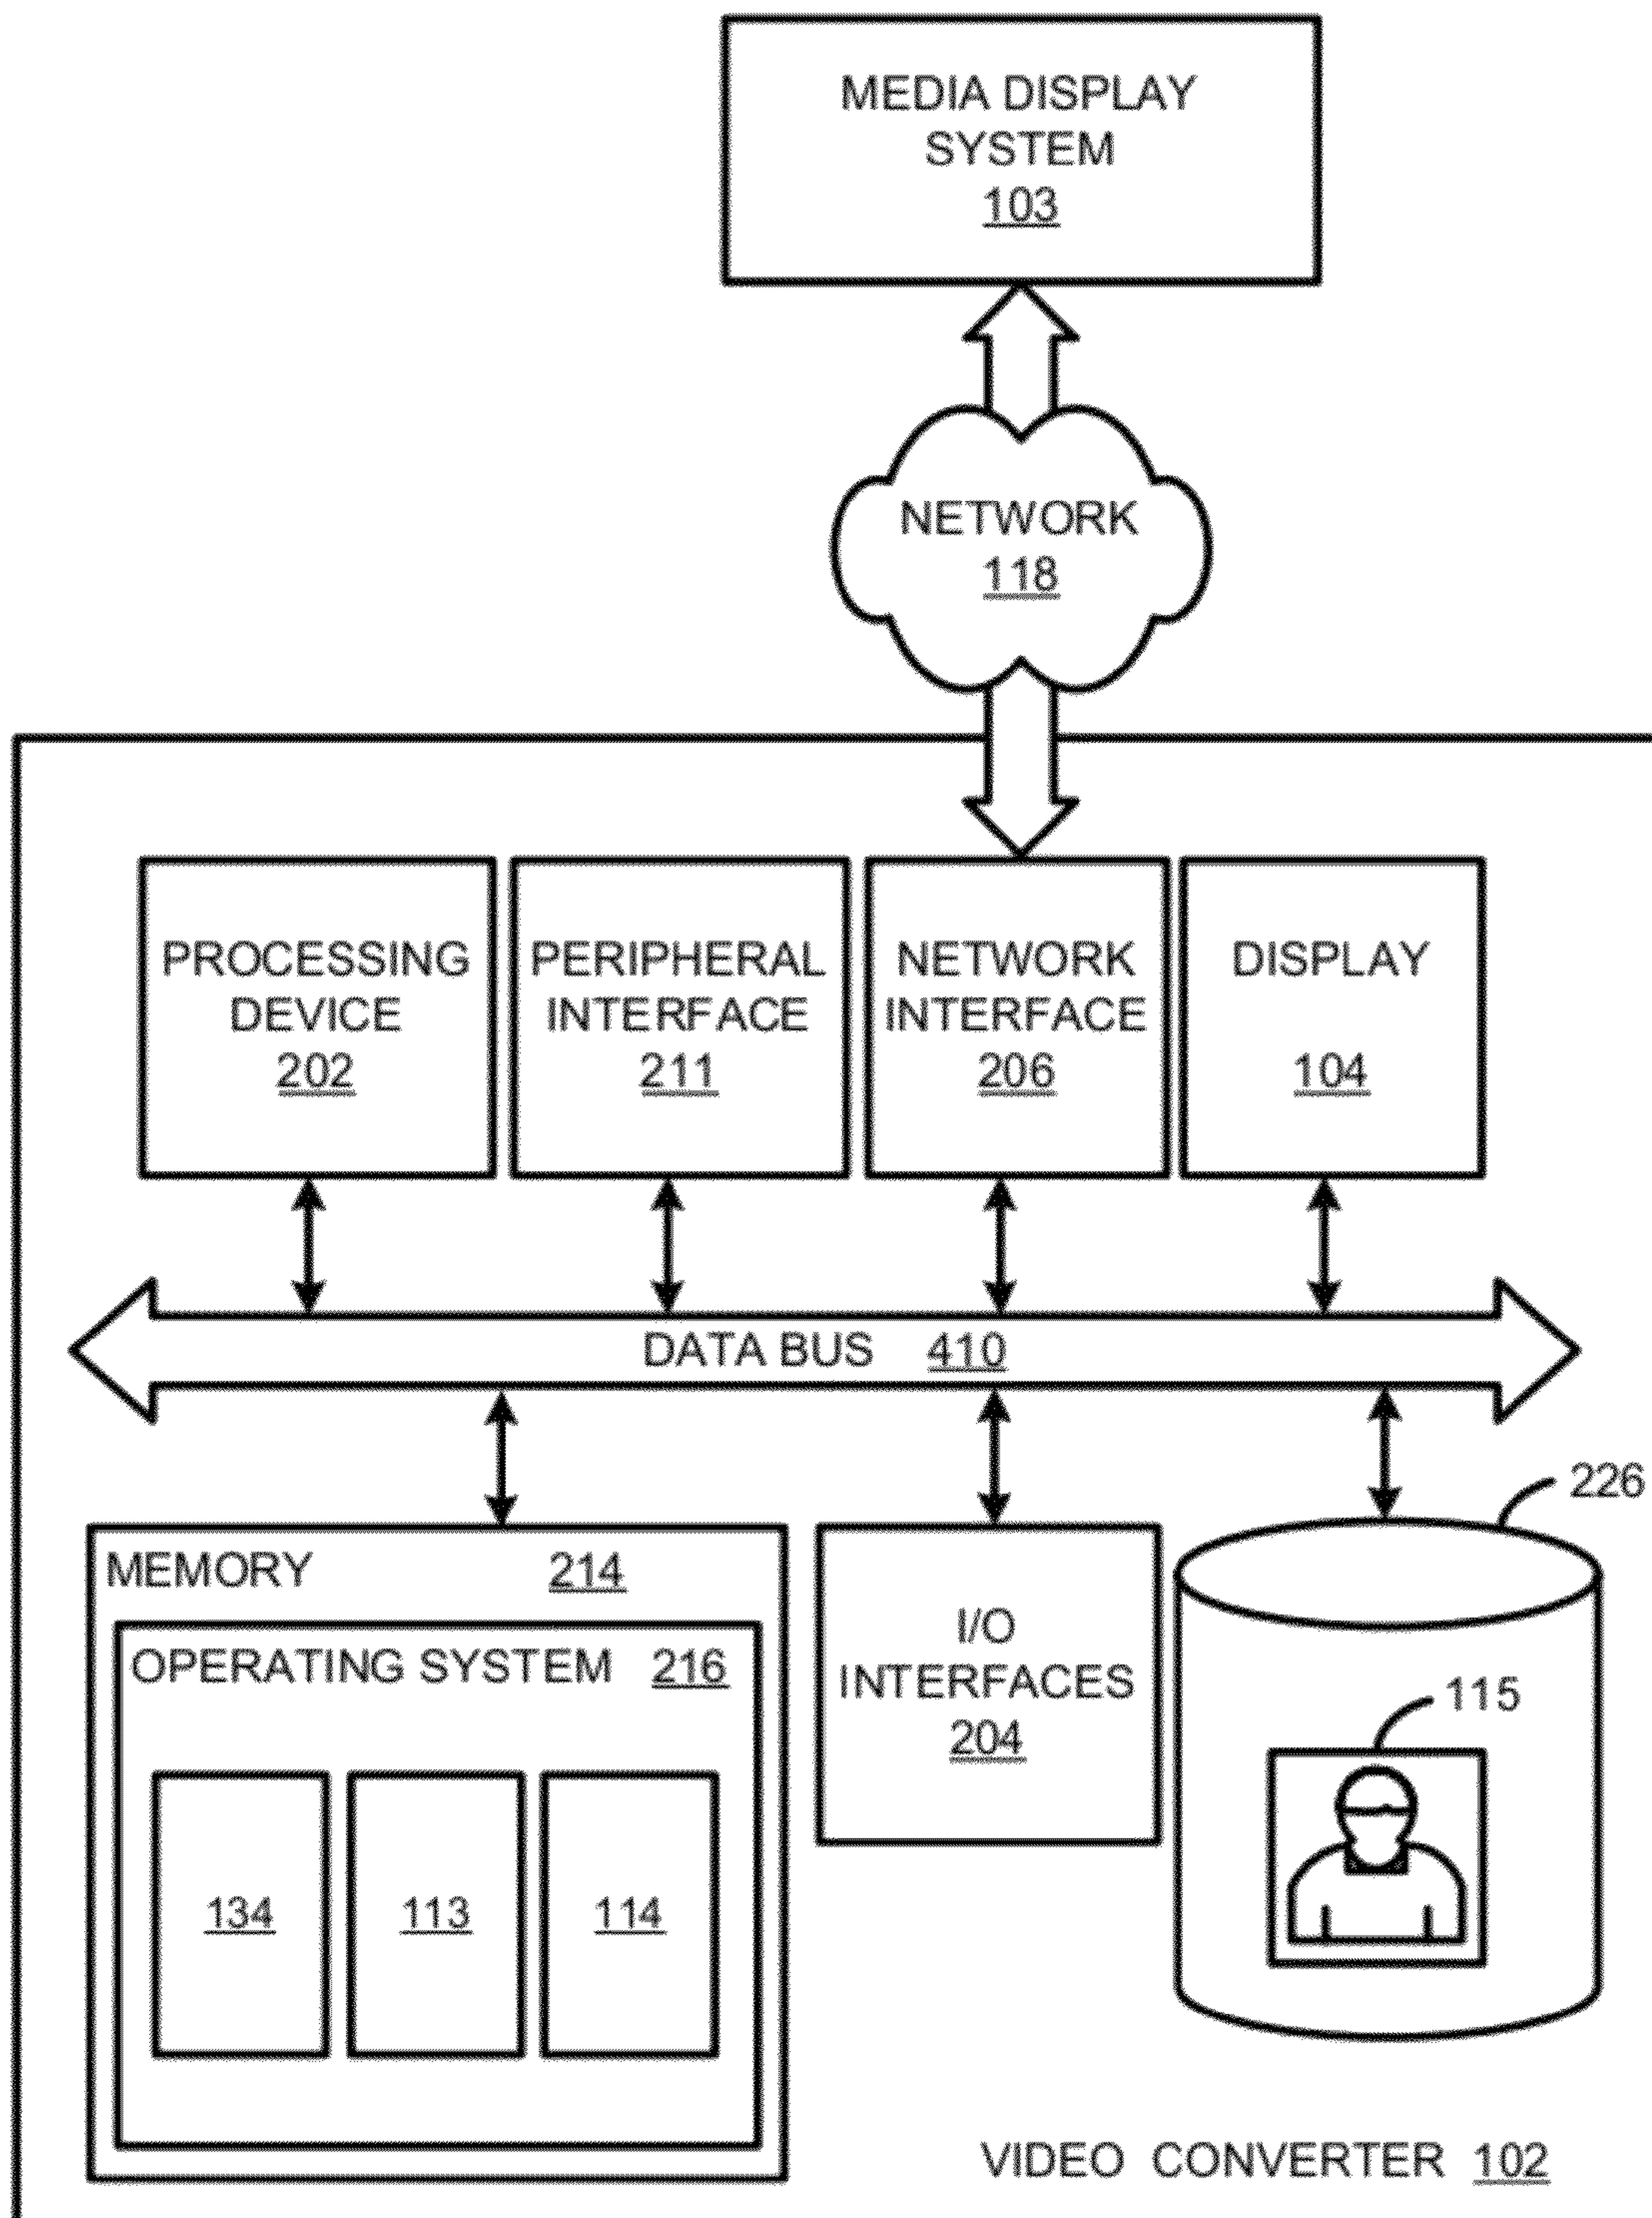 MEDIA DISPLAY
SYSTEM
103
NETWORK
118
PROCESSING
DEVICE
202
PERIPHERAL
INTERFACE
211
NETWORK
INTERFACE
206
DISPLAY
104
DATA BUS 410
226
MEMORY 214
OPERATING SYSTEM 216
134
113
114
I/O
INTERFACES
204
115
VIDEO CONVERTER 102